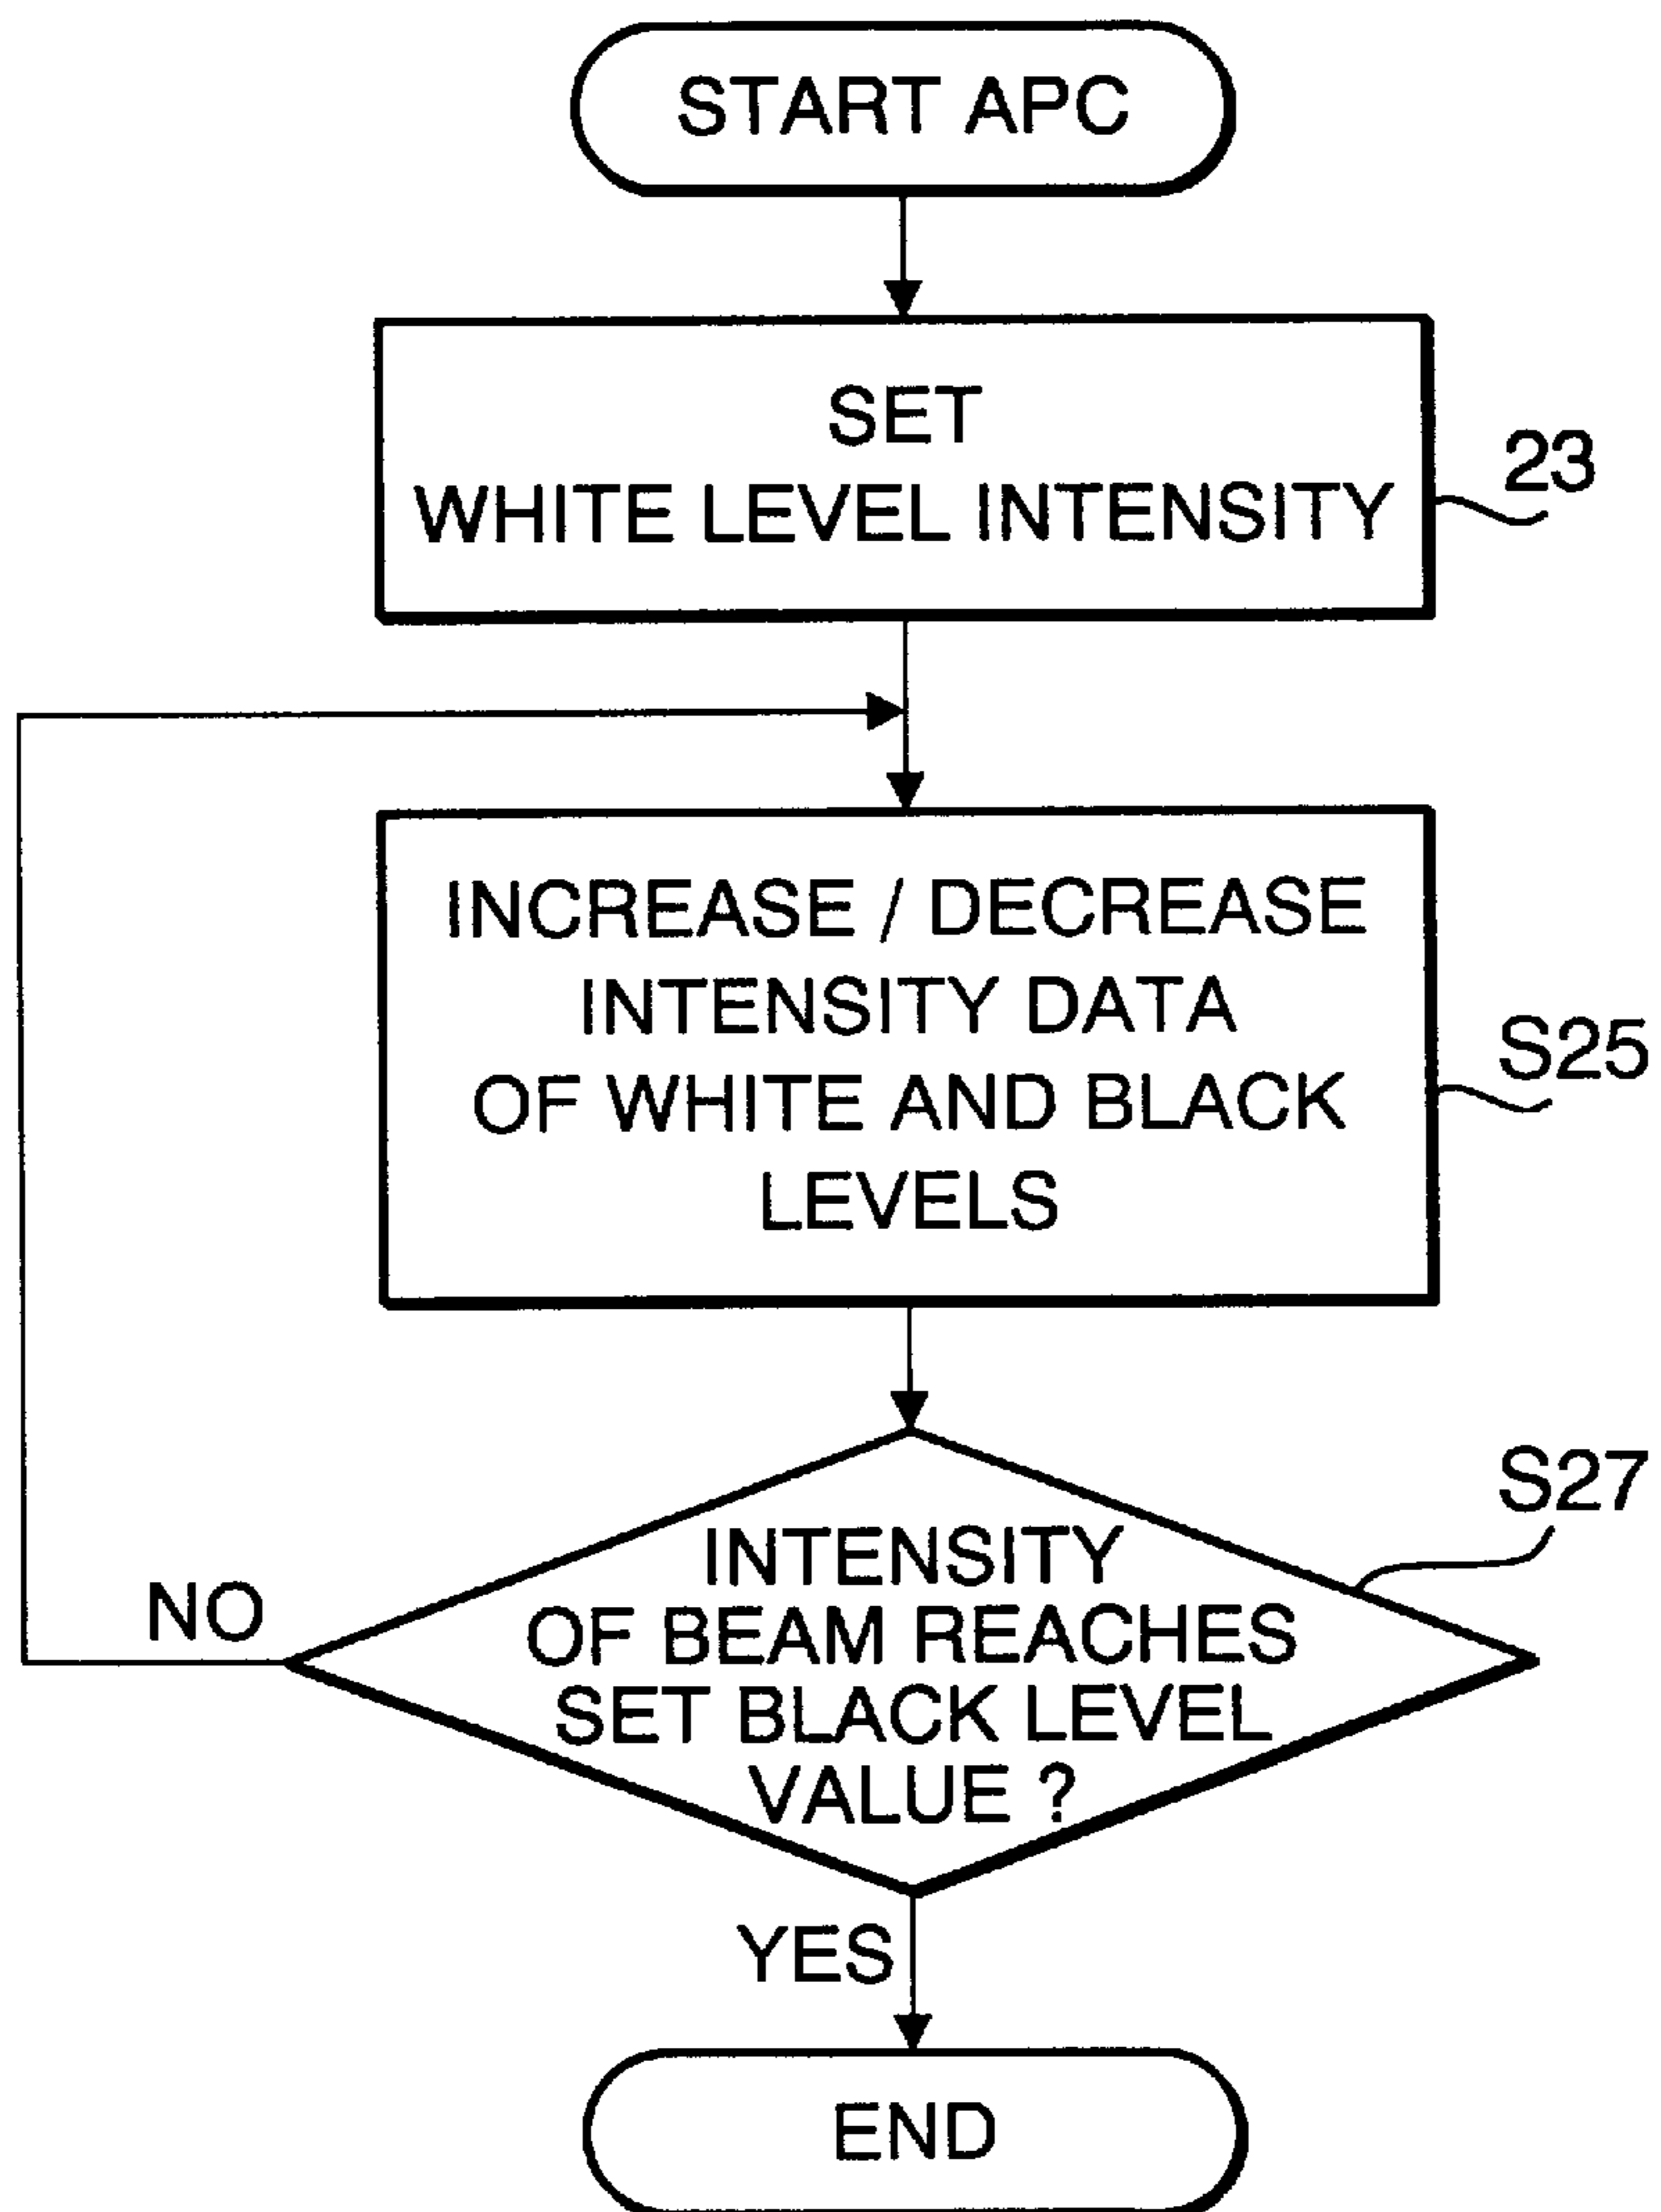 START APC
SET
WHITE LEVEL INTENSITY
23
INCREASE / DECREASE
INTENSITY DATA
OF WHITE AND BLACK
LEVELS
S25
S27
INTENSITY
OF BEAM REACHES
SET BLACK LEVEL
VALUE ?
NO
YES
END